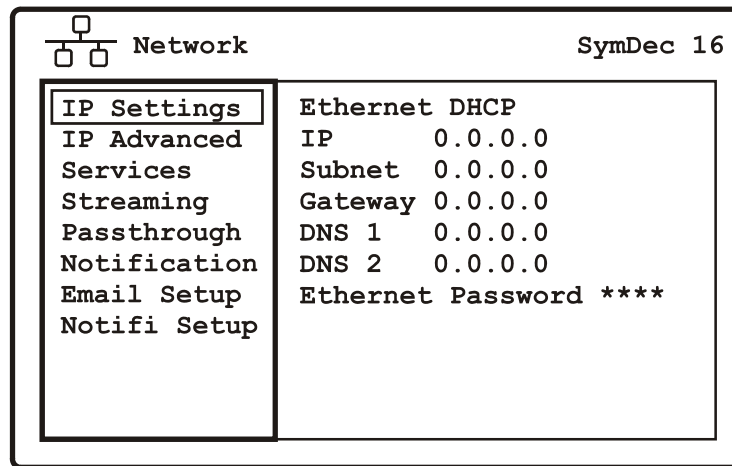 Network
SymDec 16
IP Settings
IP Advanced
Services
Streaming
Passthrough
Notification
Email Setup
Notifi Setup
Ethernet DHCP
IP 0.0.0.0
Subnet 0.0.0.0
Gateway 0.0.0.0
DNS 1 0.0.0.0
DNS 2 0.0.0.0
Ethernet Password ****